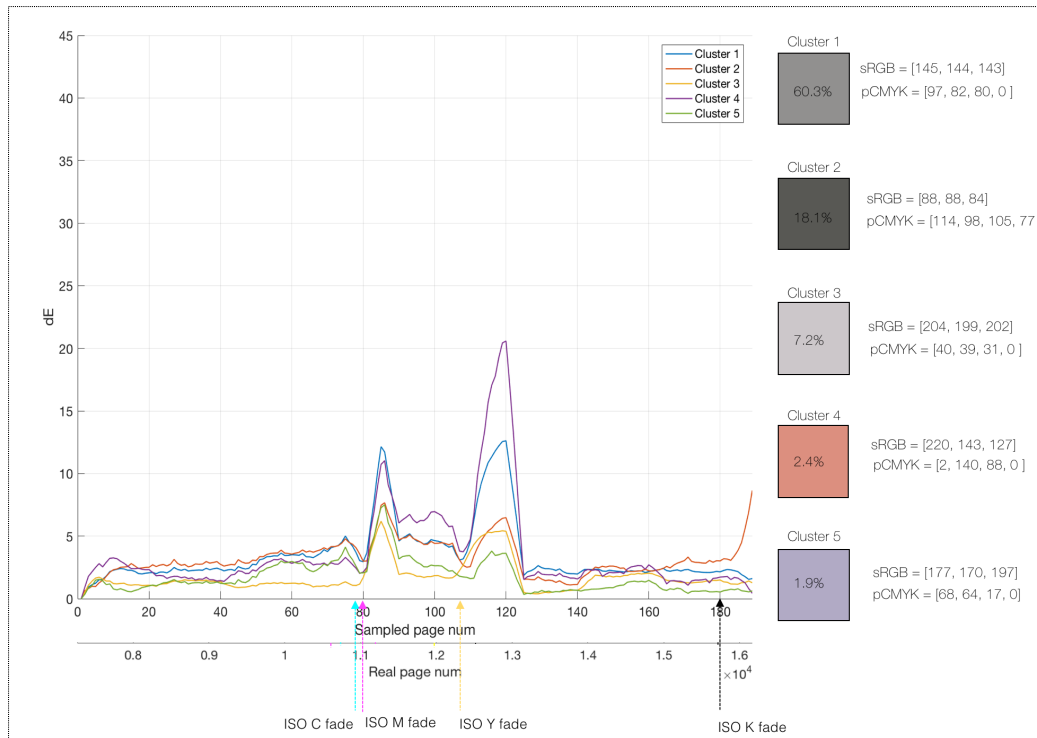 45
40
35
30
25
20
15
10
5
0
dE
Cluster 1
Cluster 2
Cluster 3
Cluster 4
Cluster 5
0 20 40 60 80 100 120 140 160 180
Sampled page num
0.8 0.9 1 1.1 1.2 1.3 1.4 1.5 1.6
Real page num
×10⁴
ISO C fade
ISO M fade
ISO Y fade
ISO K fade
Cluster 1
60.3%
sRGB = [145, 144, 143]
pCMYK = [97, 82, 80, 0 ]
Cluster 2
18.1%
sRGB = [88, 88, 84]
pCMYK = [114, 98, 105, 77
Cluster 3
7.2%
sRGB = [204, 199, 202]
pCMYK = [40, 39, 31, 0 ]
Cluster 4
2.4%
sRGB = [220, 143, 127]
pCMYK = [2, 140, 88, 0 ]
Cluster 5
1.9%
sRGB = [177, 170, 197]
pCMYK = [68, 64, 17, 0]